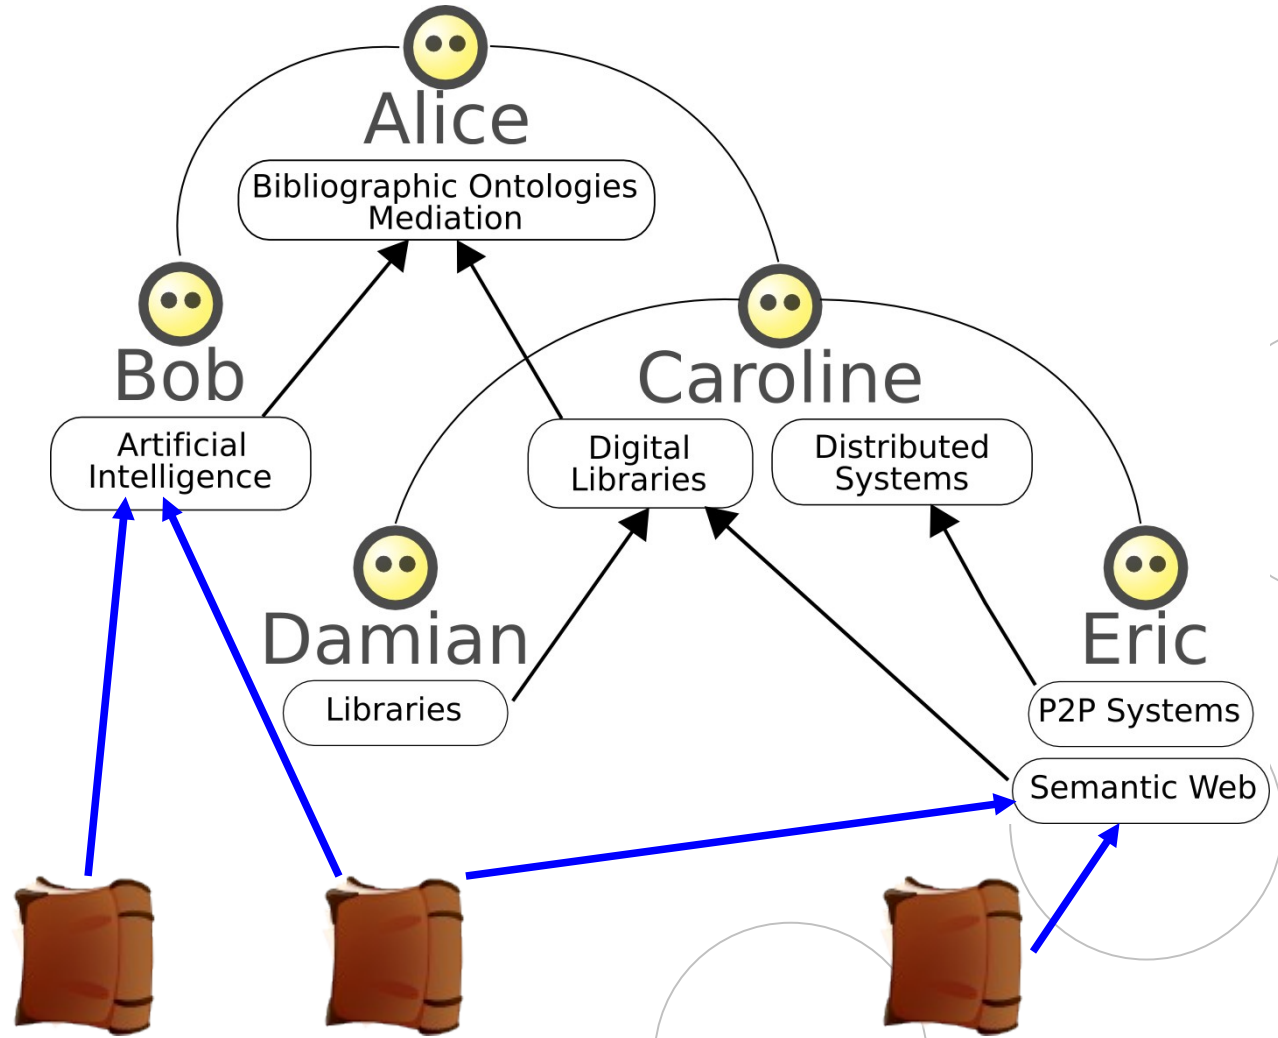 Alice
Bibliographic Ontologies
Mediation
Bob
Caroline
Artificial
Intelligence
Digital
Libraries
Distributed
Systems
Damian
Eric
Libraries
P2P Systems
Semantic Web